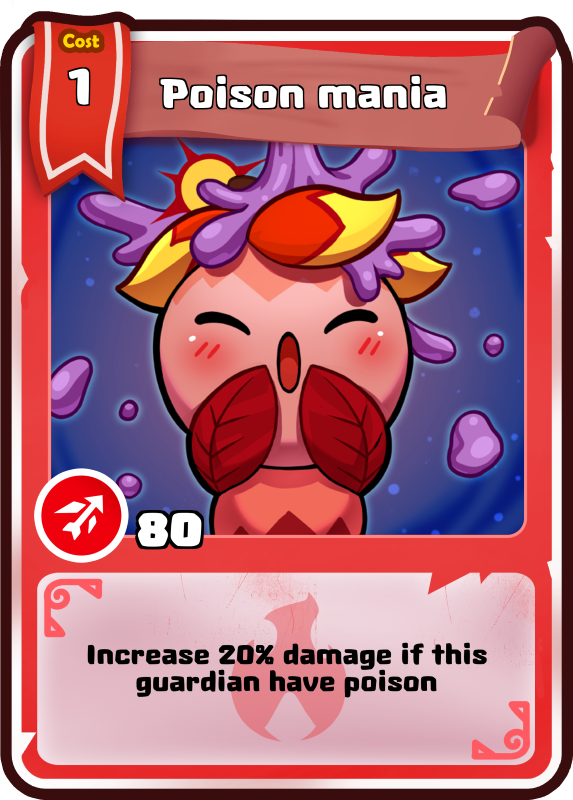 Cost
1
Poison mania
80
Increase 20% damage if this
guardian have poison